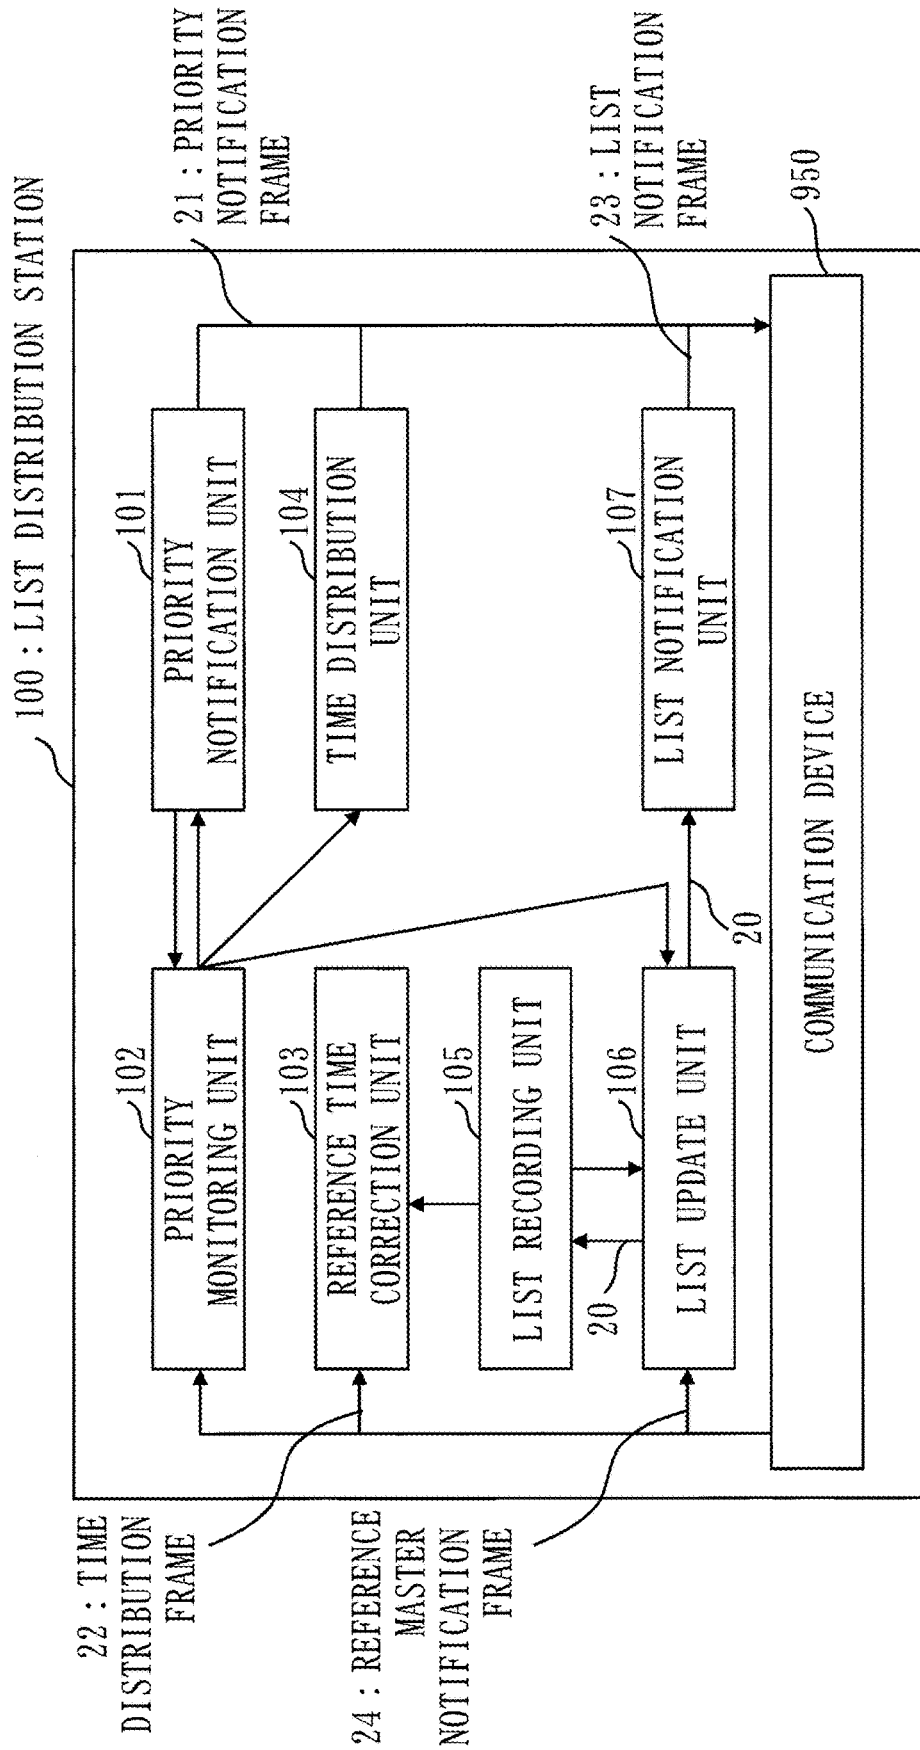 100 : LIST DISTRIBUTION STATION
21 : PRIORITY
NOTIFICATION
FRAME
22 : TIME
DISTRIBUTION
FRAME
102
PRIORITY
MONITORING UNIT
101
PRIORITY
NOTIFICATION UNIT
103
REFERENCE TIME
CORRECTION UNIT
104
TIME DISTRIBUTION
UNIT
24 : REFERENCE
MASTER
NOTIFICATION
FRAME
105
LIST RECORDING UNIT
20
106
LIST UPDATE UNIT
20
107
LIST NOTIFICATION
UNIT
23 : LIST
NOTIFICATION
FRAME
950
COMMUNICATION DEVICE